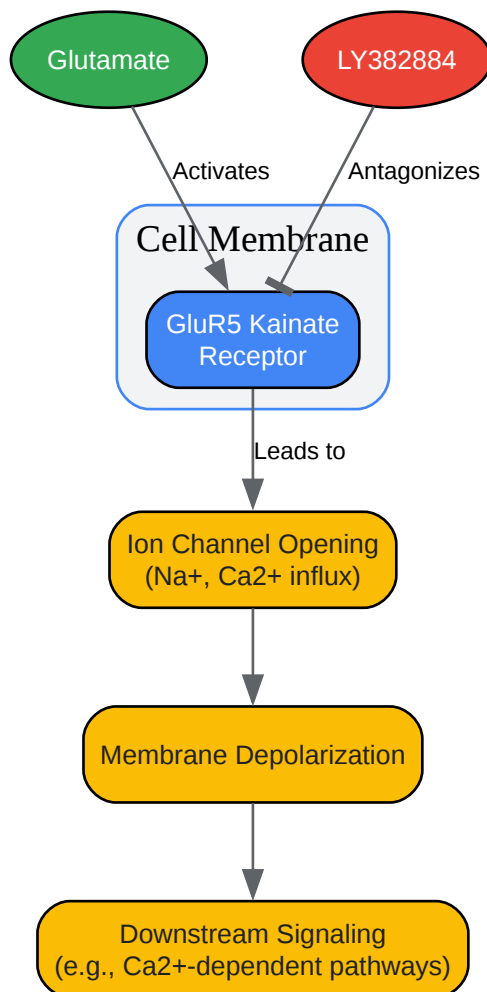 Glutamate
LY382884
Activates
Antagonizes
Cell Membrane
GluR5 Kainate
Receptor
Leads to
Ion Channel Opening
(Na+, Ca2+ influx)
Membrane Depolarization
Downstream Signaling
(e.g., Ca2+-dependent pathways)